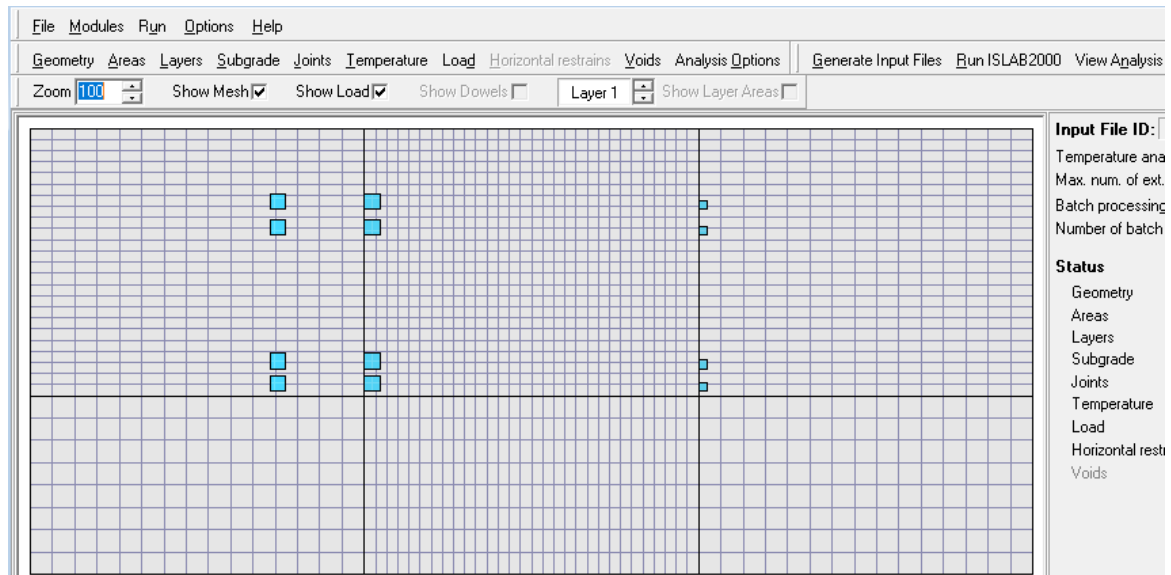 File Modules Run Options Help
Geometry Areas Layers Subgrade Joints Temperature Load Horizontal restrains Voids Analysis Options Generate Input Files Run ISLAB2000 View Analysis
Zoom 100 Show Mesh Show Load Show Dowels Layer 1 Show Layer Areas
Input File ID:
Temperature ana
Max. num. of ext.
Batch processing
Number of batch
Status
Geometry
Areas
Layers
Subgrade
Joints
Temperature
Load
Horizontal restr
Voids